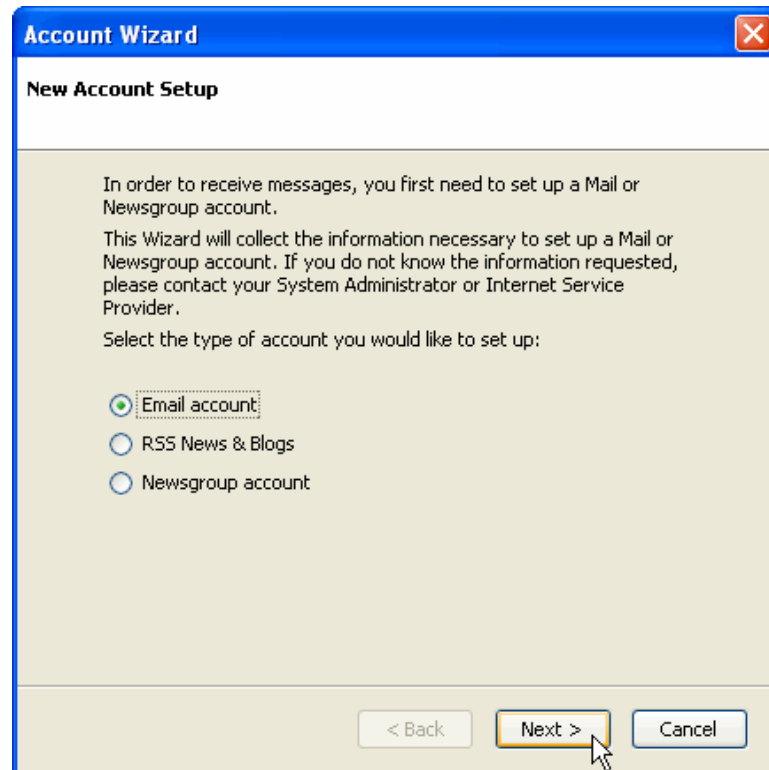 Account Wizard
New Account Setup
In order to receive messages, you first need to set up a Mail or
Newsgroup account.
This Wizard will collect the information necessary to set up a Mail or
Newsgroup account. If you do not know the information requested,
please contact your System Administrator or Internet Service
Provider.
Select the type of account you would like to set up:
Email account
RSS News & Blogs
Newsgroup account
< Back Next > Cancel